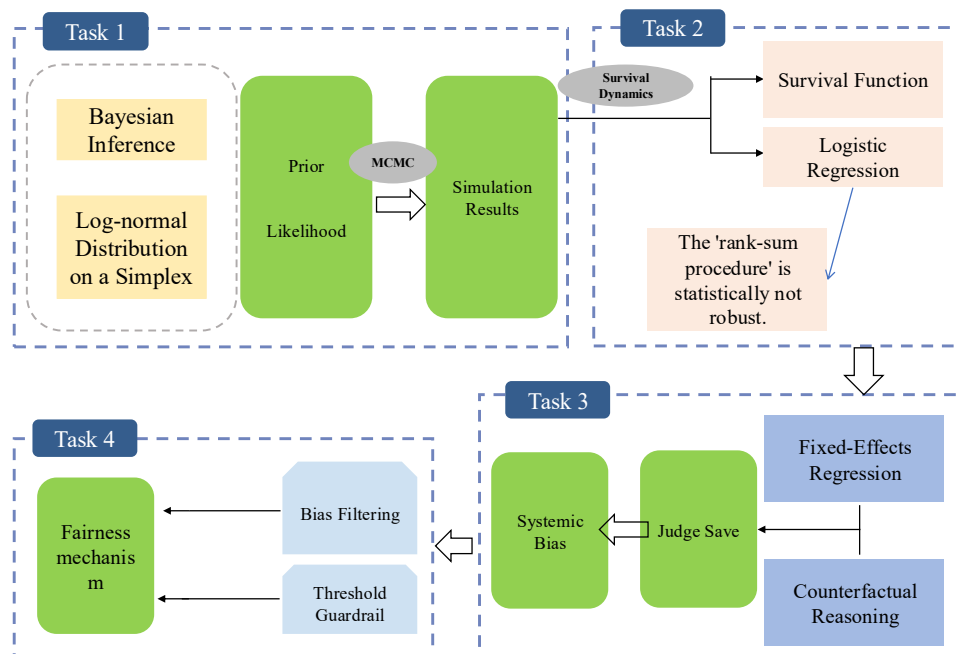 Task 1
Bayesian
Inference
Log-normal
Distribution
on a Simplex
Prior
Likelihood
MCMC
Simulation
Results
Survival
Dynamics
Task 2
Survival Function
Logistic
Regression
The 'rank-sum
procedure' is
statistically not
robust.
Task 3
Fixed-Effects
Regression
Counterfactual
Reasoning
Judge Save
Systemic
Bias
Task 4
Bias Filtering
Threshold
Guardrail
Fairness
mechanis
m